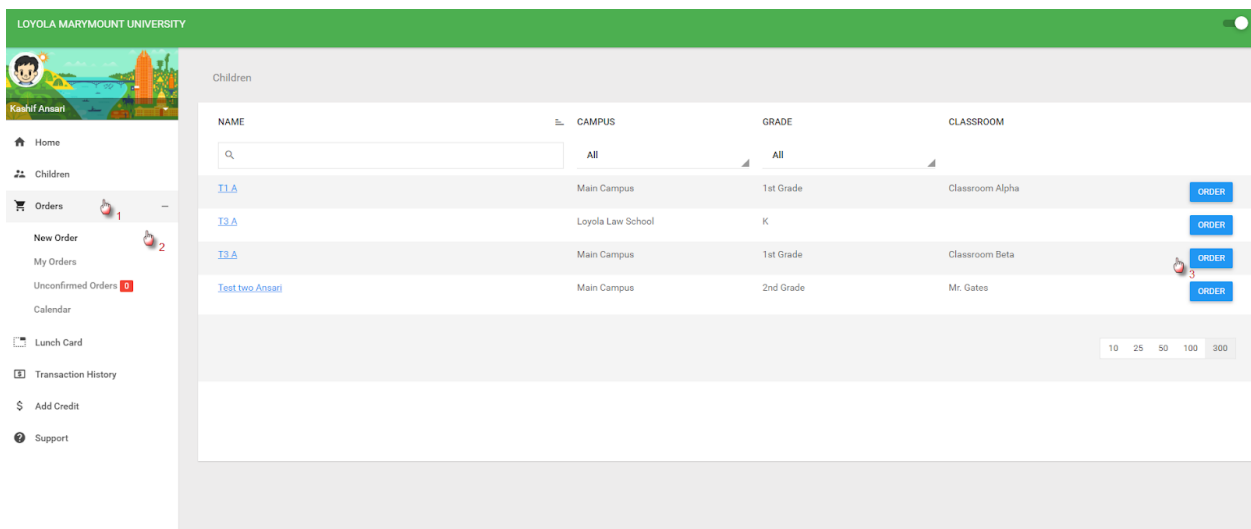 LOYOLA MARYMOUNT UNIVERSITY
Kashif Ansari
Home
Children
Orders 1
New Order 2
My Orders
Unconfirmed Orders 0
Calendar
Lunch Card
Transaction History
Add Credit
Support
Children
NAME CAMPUS GRADE CLASSROOM
All All
T1 A Main Campus 1st Grade Classroom Alpha ORDER
T3 A Loyola Law School K ORDER
T3 A Main Campus 1st Grade Classroom Beta 3 ORDER
Test two Ansari Main Campus 2nd Grade Mr. Gates ORDER
10 25 50 100 300